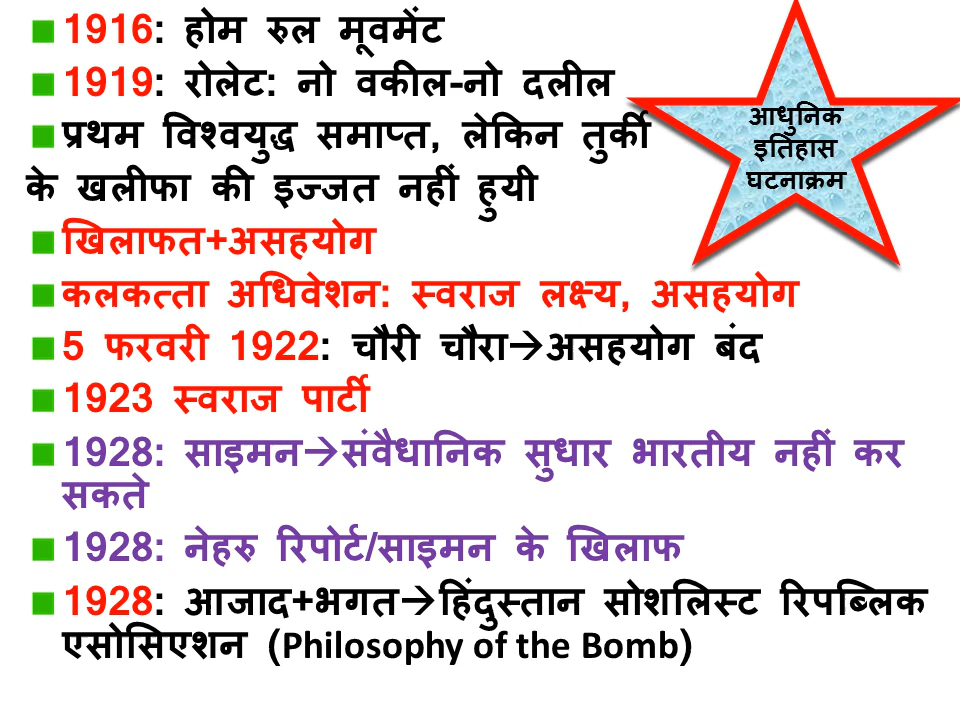 1916: होम रुल मूवमेंट
1919: रोलेट: नो वकील-नो दलील
प्रथम विश्वयुद्ध समाप्त, लेकिन तुर्की
के खलीफा की इज्जत नहीं हुयी
खिलाफत+असहयोग
कलकत्ता अधिवेशन: स्वराज लक्ष्य, असहयोग
5 फरवरी 1922: चौरी चौरा→असहयोग बंद
1923 स्वराज पार्टी
1928: साइमन→संवैधानिक सुधार भारतीय नहीं कर
सकते
1928: नेहरु रिपोर्ट/साइमन के खिलाफ
1928: आजाद+भगत→हिंदुस्तान सोशलिस्ट रिपब्लिक
एसोसिएशन (Philosophy of the Bomb)
आधुनिक
इतिहास
घटनाक्रम